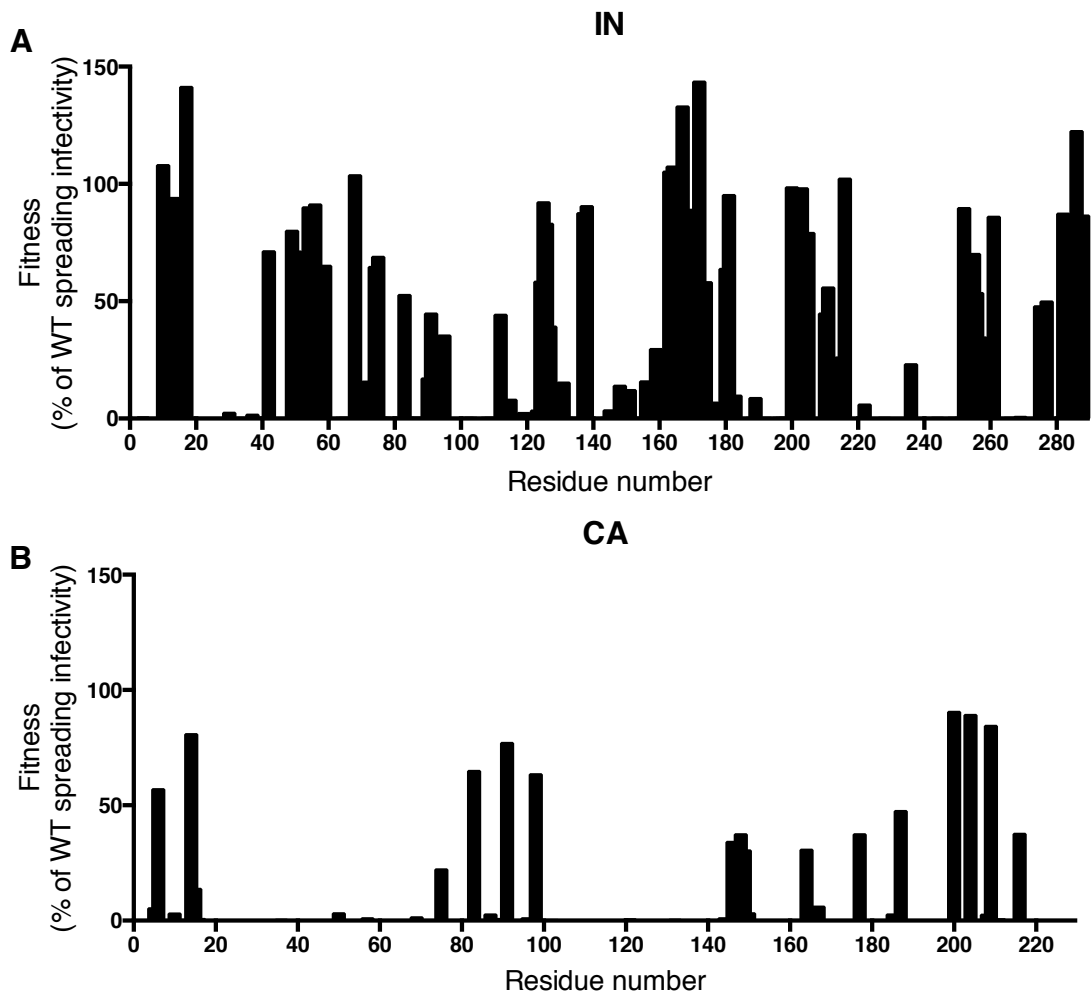 A
IN
Fitness
(% of WT spreading infectivity)
150
100
50
0
0 20 40 60 80 100 120 140 160 180 200 220 240 260 280
Residue number
B
CA
Fitness
(% of WT spreading infectivity)
150
100
50
0
0 20 40 60 80 100 120 140 160 180 200 220
Residue number